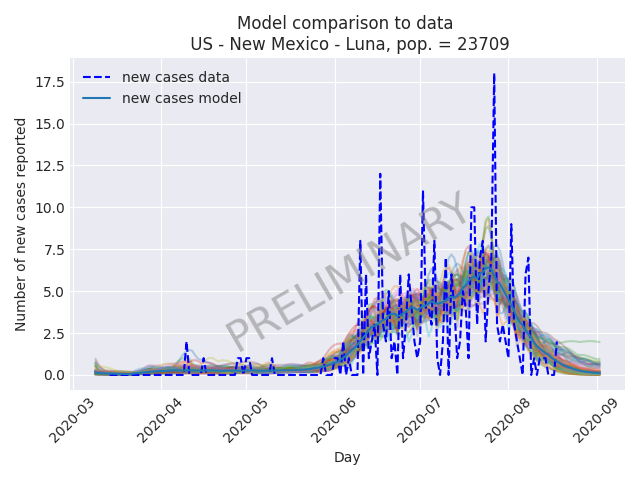 Model comparison to data
US - New Mexico - Luna, pop. = 23709
new cases data
new cases model
17.5
15.0
12.5
10.0
7.5
5.0
2.5
0.0
Number of new cases reported
PRELIMINARY
2020-03
2020-04
2020-05
2020-06
2020-07
2020-08
2020-09
Day